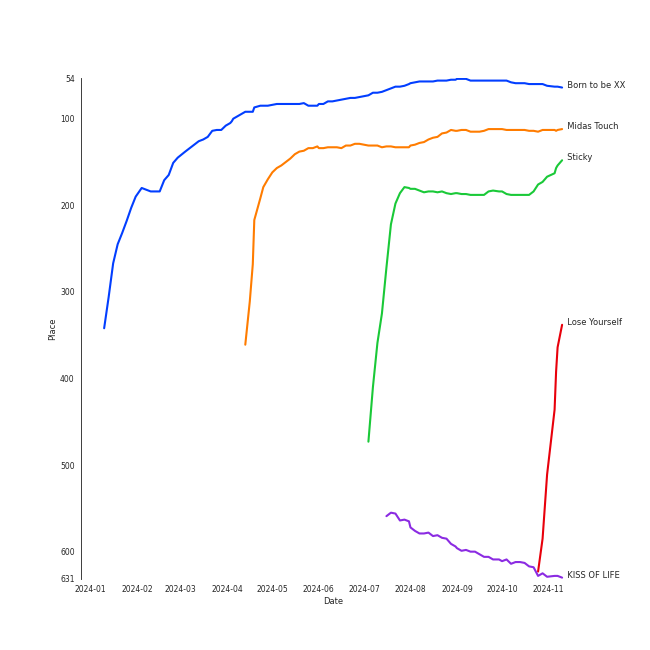 54
100
200
300
400
500
600
631
Place
Born to be XX
Midas Touch
Sticky
Lose Yourself
KISS OF LIFE
2024-01 2024-02 2024-03 2024-04 2024-05 2024-06 2024-07 2024-08 2024-09 2024-10 2024-11
Date